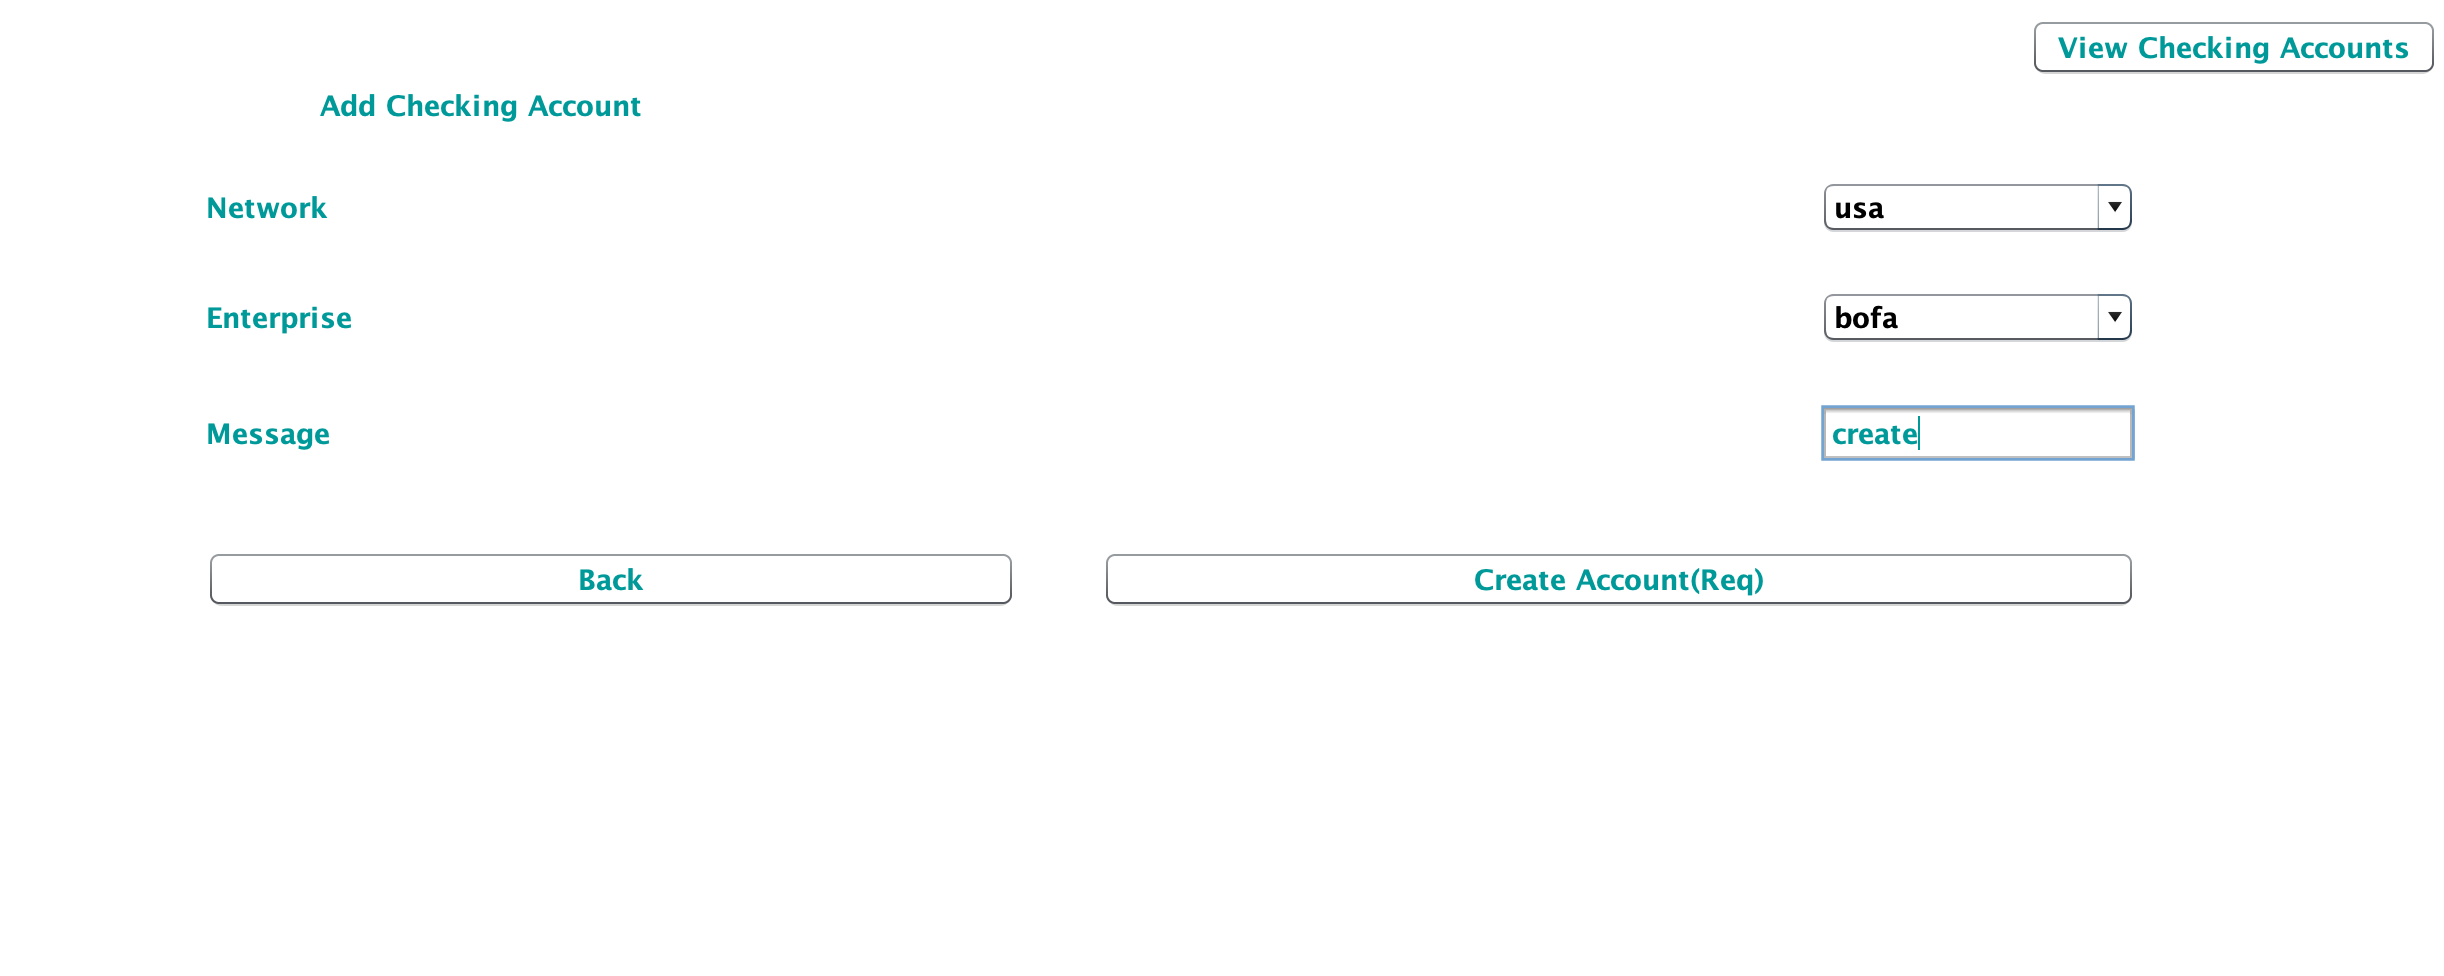 View Checking Accounts
Add Checking Account
Network usa
Enterprise bofa
Message create
Back Create Account(Req)